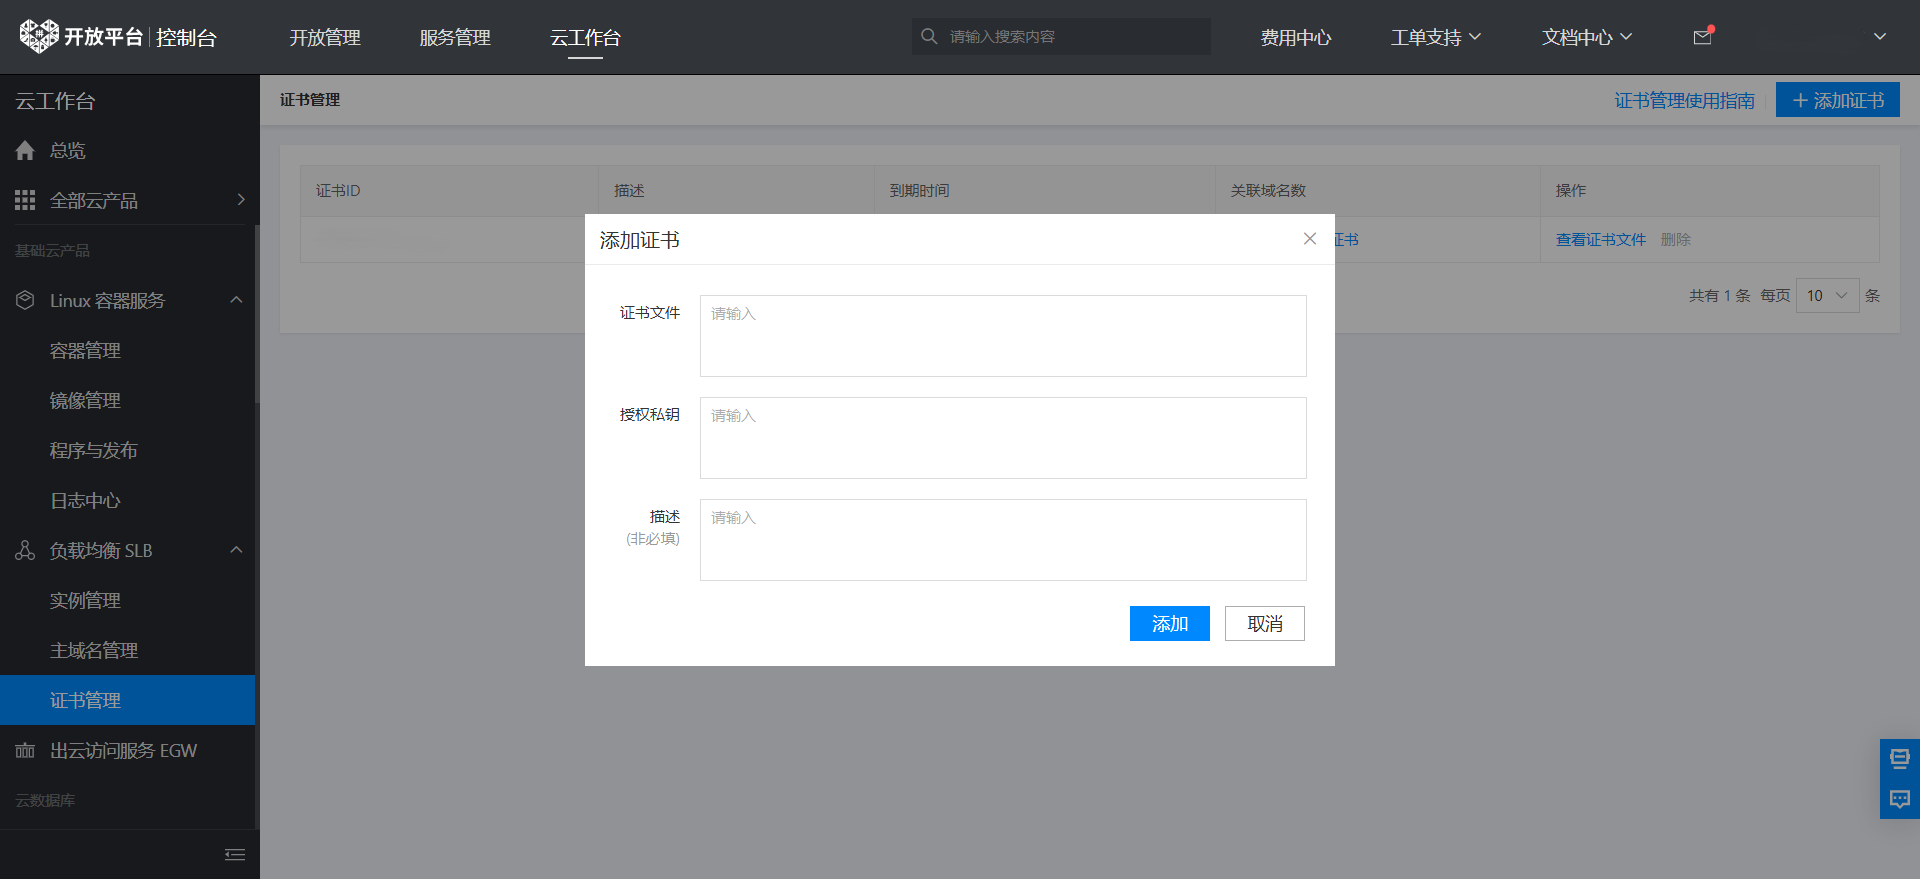 开放平台 控制台
开放管理
服务管理
云工作台
请输入搜索内容
费用中心
工单支持
文档中心
云工作台
总览
全部云产品
基础云产品
Linux 容器服务
容器管理
镜像管理
程序与发布
日志中心
负载均衡 SLB
实例管理
主域名管理
证书管理
出云访问服务 EGW
云数据库
证书管理
证书管理使用指南
添加证书
证书ID 描述 到期时间 关联域名数 操作
证书 查看证书文件 删除
共有 1 条 每页 10 条
添加证书
证书文件
请输入
授权私钥
请输入
描述
(非必填)
请输入
添加
取消